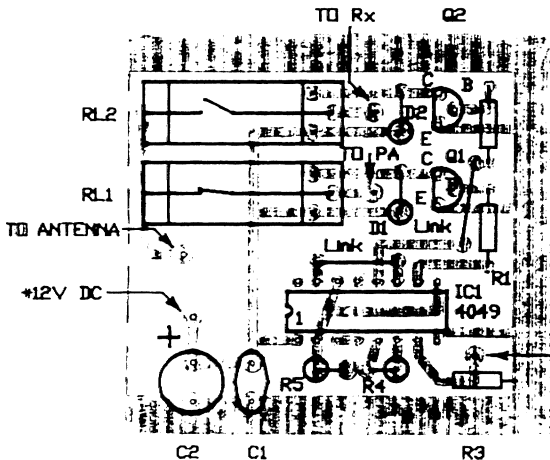 TO Rx
Q2
C
B
RL2
D2
E
TO PA
Q1
C
RL1
E
D1
Link
TO ANTENNA
Link
*12V DC
R1
IC1
1
4049
+
R5
R4
C2
C1
R3